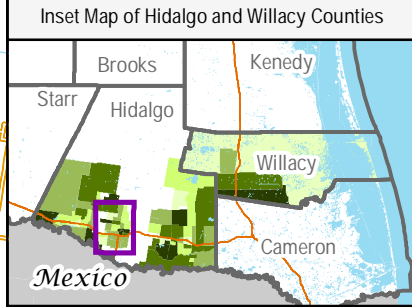 Inset Map of Hidalgo and Willacy Counties
Brooks
Kenedy
Starr
Hidalgo
Willacy
Cameron
Mexico